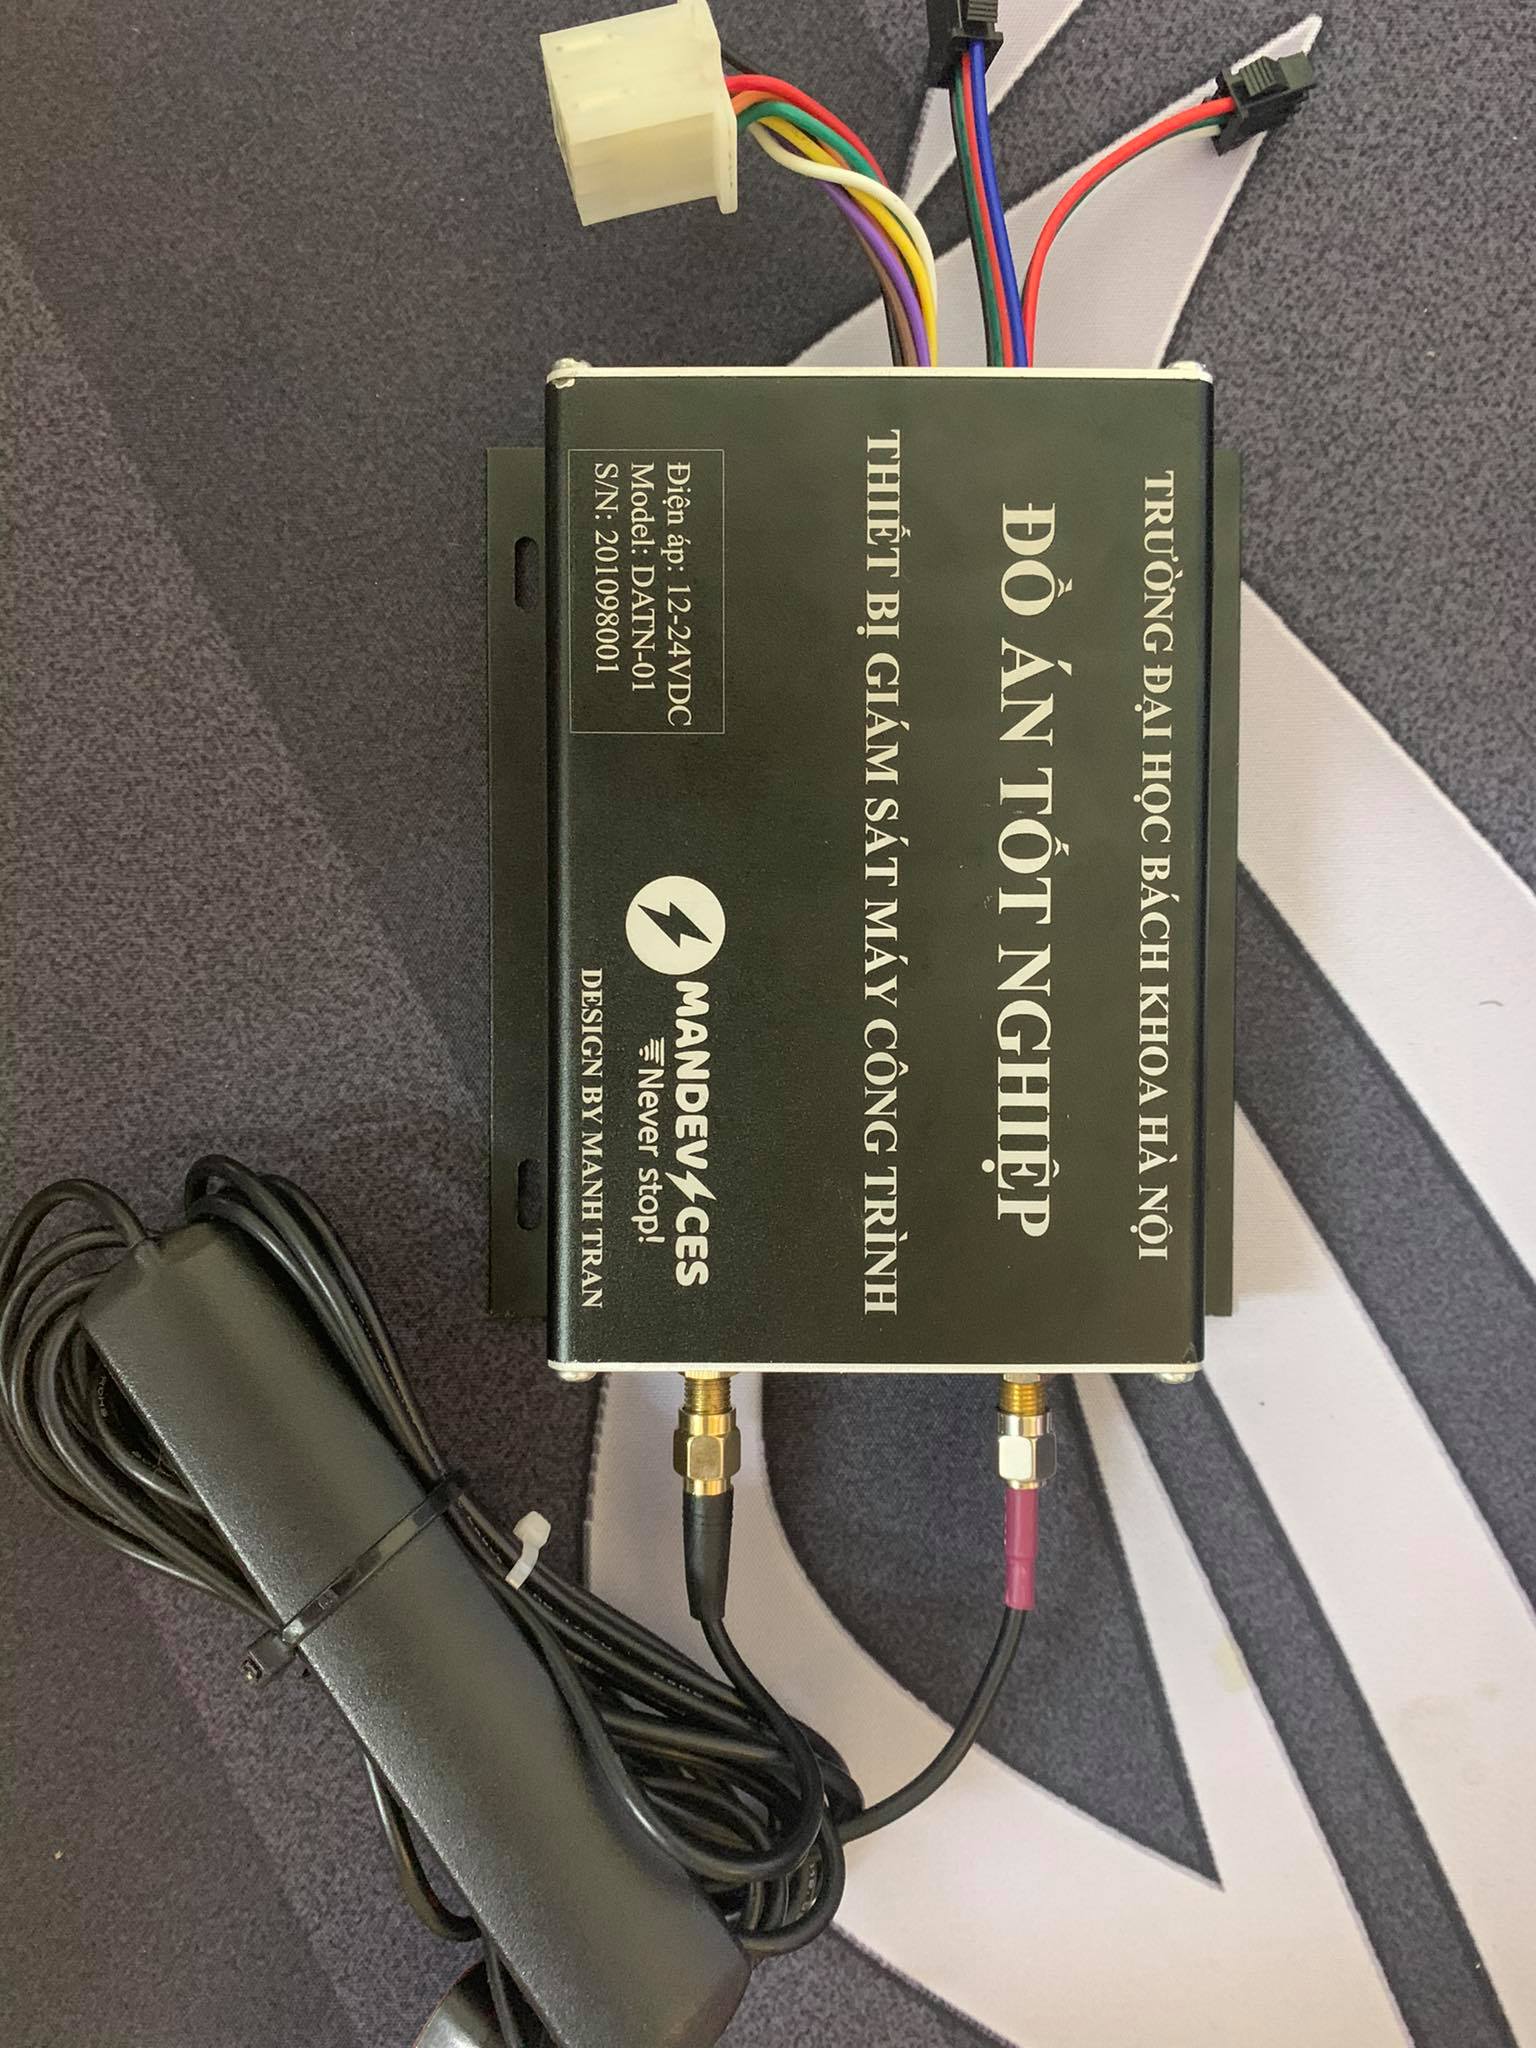 TRƯỜNG ĐẠI HỌC BÁCH KHOA HÀ NỘI
ĐỒ ÁN TỐT NGHIỆP
THIẾT BỊ GIÁM SÁT MÁY CÔNG TRÌNH
Điện áp: 12-24VDC
Model: DATN-01
S/N: 201098001
MANDEVICES
Never stop!
DESIGN BY MANH TRAN